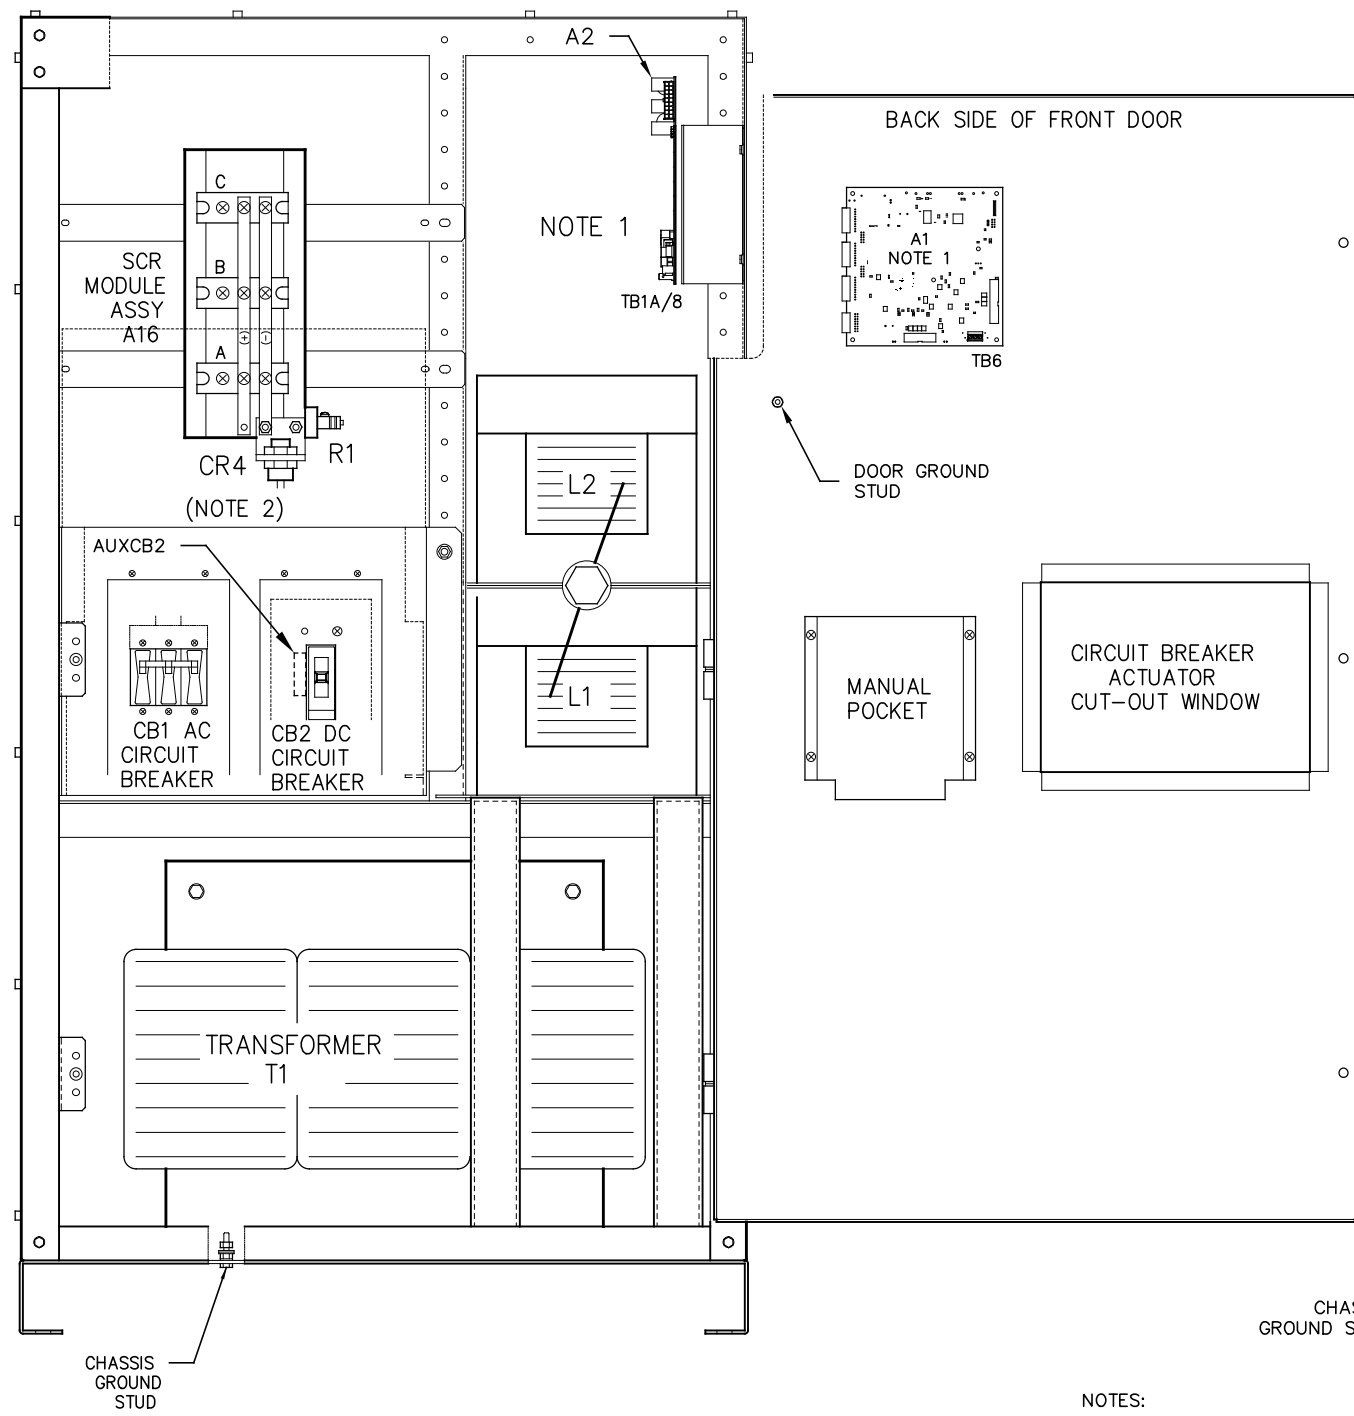 A2
BACK SIDE OF FRONT DOOR
C
NOTE 1
A1
NOTE 1
SCR
MODULE
ASSY
A16
B
TB1A/8
(+) (-)
A
TB6
R1
CR4
(NOTE 2)
L2
DOOR GROUND
STUD
AUXCB2
L1
MANUAL
POCKET
CIRCUIT BREAKER
ACTUATOR
CUT-OUT WINDOW
CB1 AC
CIRCUIT
BREAKER
CB2 DC
CIRCUIT
BREAKER
TRANSFORMER
T1
CHASSIS
GROUND
STUD
CHAS
GROUND S
NOTES: